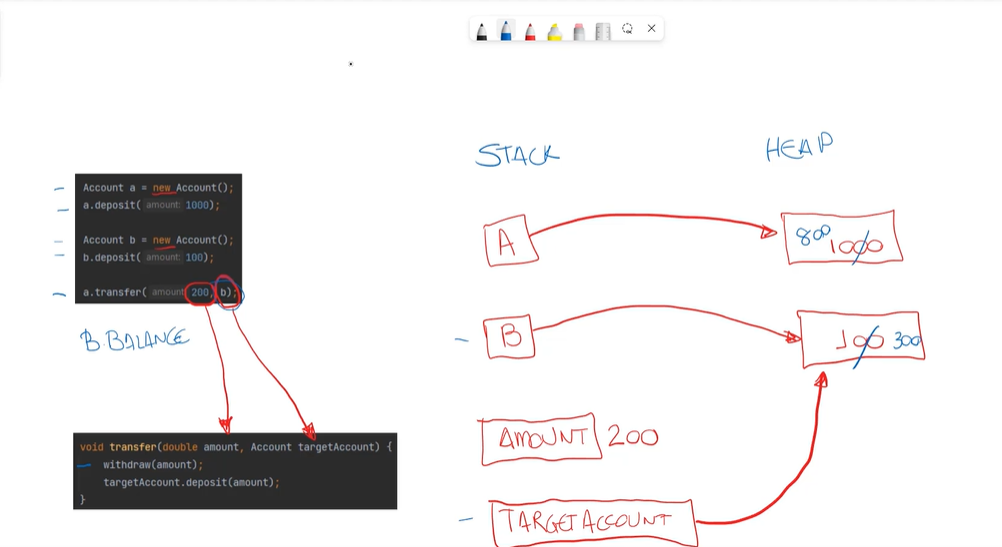 STACK
HEAP
Account a = new Account();
a.deposit( amount: 1000);
Account b = new Account();
b.deposit( amount: 100);
a.transfer( amount 200, b);
A
800 1000
B.BALANCE
B
100 300
void transfer(double amount, Account targetAccount) {
withdraw(amount);
targetAccount.deposit(amount);
}
AMOUNT 200
TARGETACCOUNT